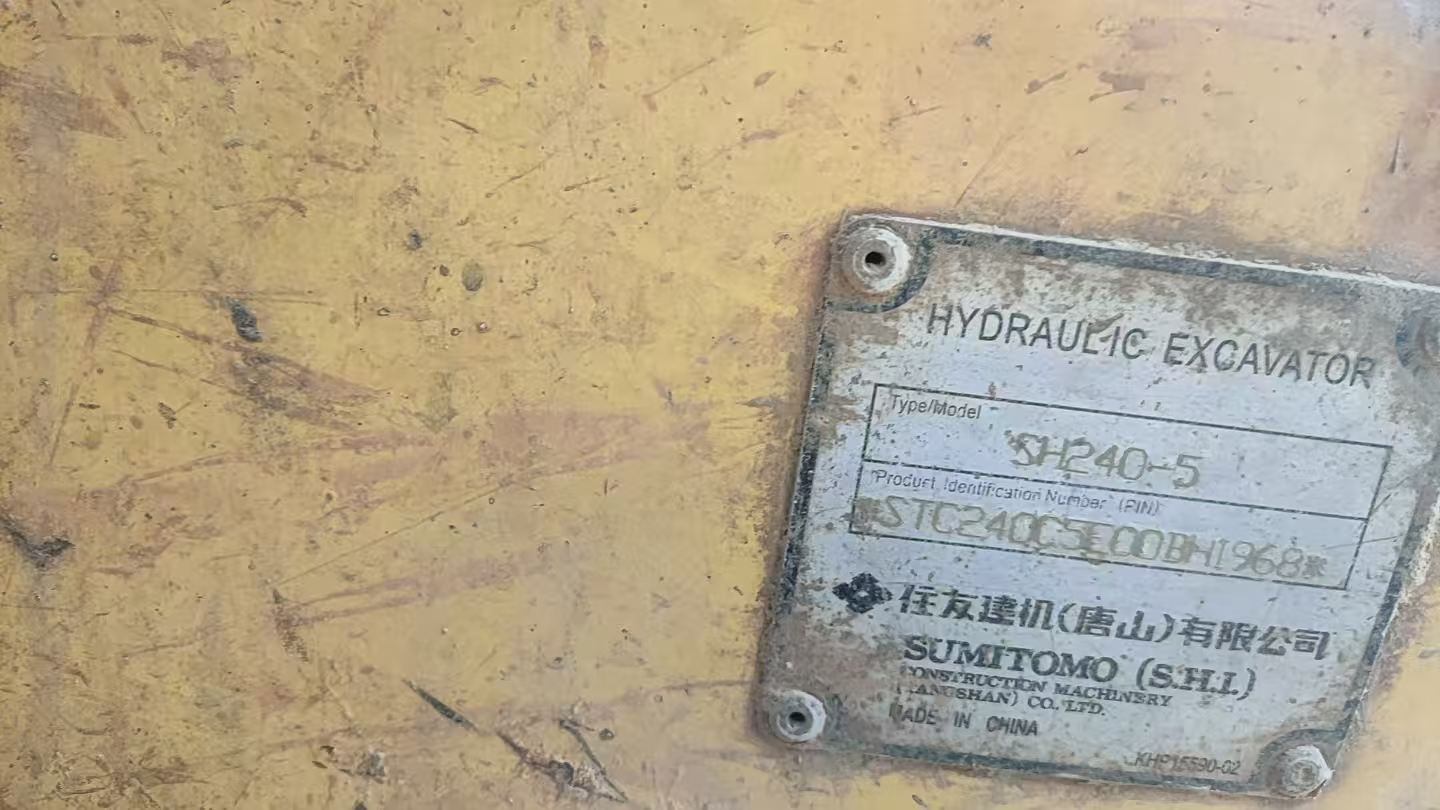 HYDRAULIC EXCAVATOR
Type/Model
SH240-5
Product Identification Number (PIN)
*STC240C5E00BH1968*
住友建机(唐山)有限公司
SUMITOMO (S.H.I.)
CONSTRUCTION MACHINERY
(TANGSHAN) CO. LTD.
MADE IN CHINA
KHP15590-02